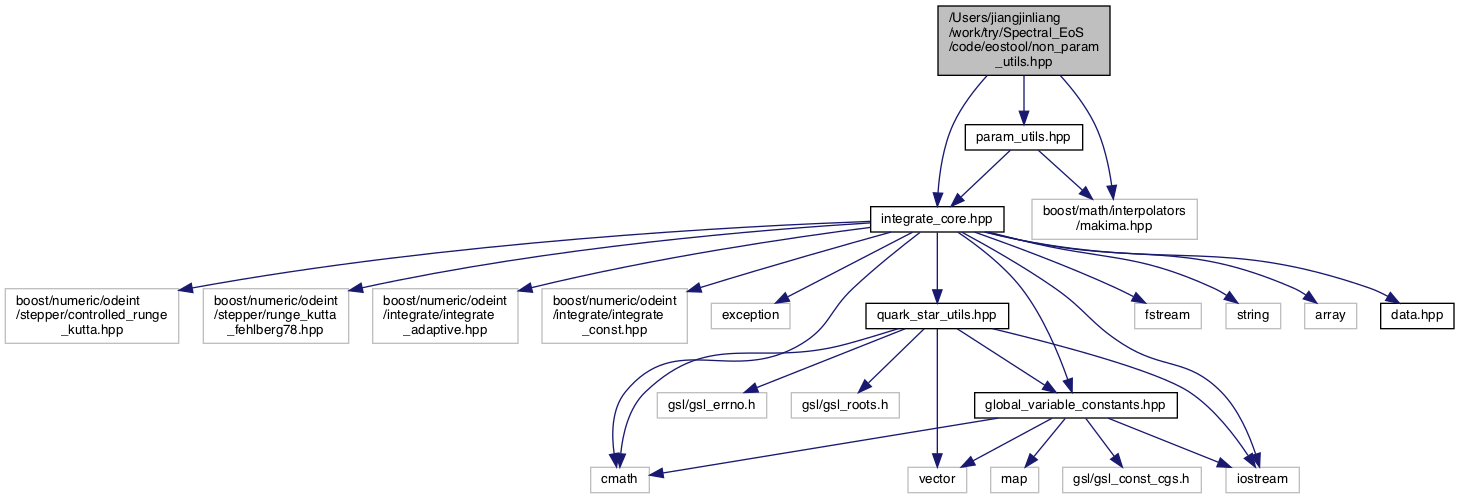 /Users/jiangjinliang
/work/try/Spectral_EoS
/code/eostool/non_param
_utils.hpp
param_utils.hpp
integrate_core.hpp
boost/math/interpolators
/makima.hpp
boost/numeric/odeint
/stepper/controlled_runge
_kutta.hpp
boost/numeric/odeint
/stepper/runge_kutta
_fehlberg78.hpp
boost/numeric/odeint
/integrate/integrate
_adaptive.hpp
boost/numeric/odeint
/integrate/integrate
_const.hpp
exception
quark_star_utils.hpp
fstream
string
array
data.hpp
gsl/gsl_errno.h
gsl/gsl_roots.h
global_variable_constants.hpp
cmath
vector
map
gsl/gsl_const_cgs.h
iostream